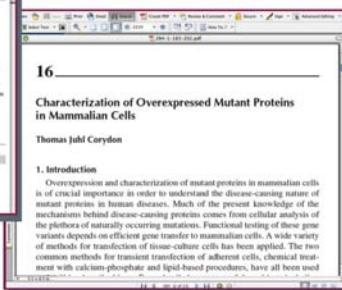 16
Characterization of Overexpressed Mutant Proteins
in Mammalian Cells
Thomas Juhl Corydon
1. Introduction
Overexpression and characterization of mutant proteins in mammalian cells
is of crucial importance in order to understand the disease-causing nature of
mutant proteins in human diseases. Much of the present knowledge of the
mechanisms behind disease-causing proteins comes from cellular analysis of
the plethora of naturally occurring mutations. Functional testing of these gene
variants depends on efficient gene transfer to mammalian cells. A wide variety
of methods for transfection of tissue-culture cells has been applied. The two
common methods for transient transfection of adherent cells, chemical treat-
ment with calcium-phosphate and lipid-based procedures, have all been used